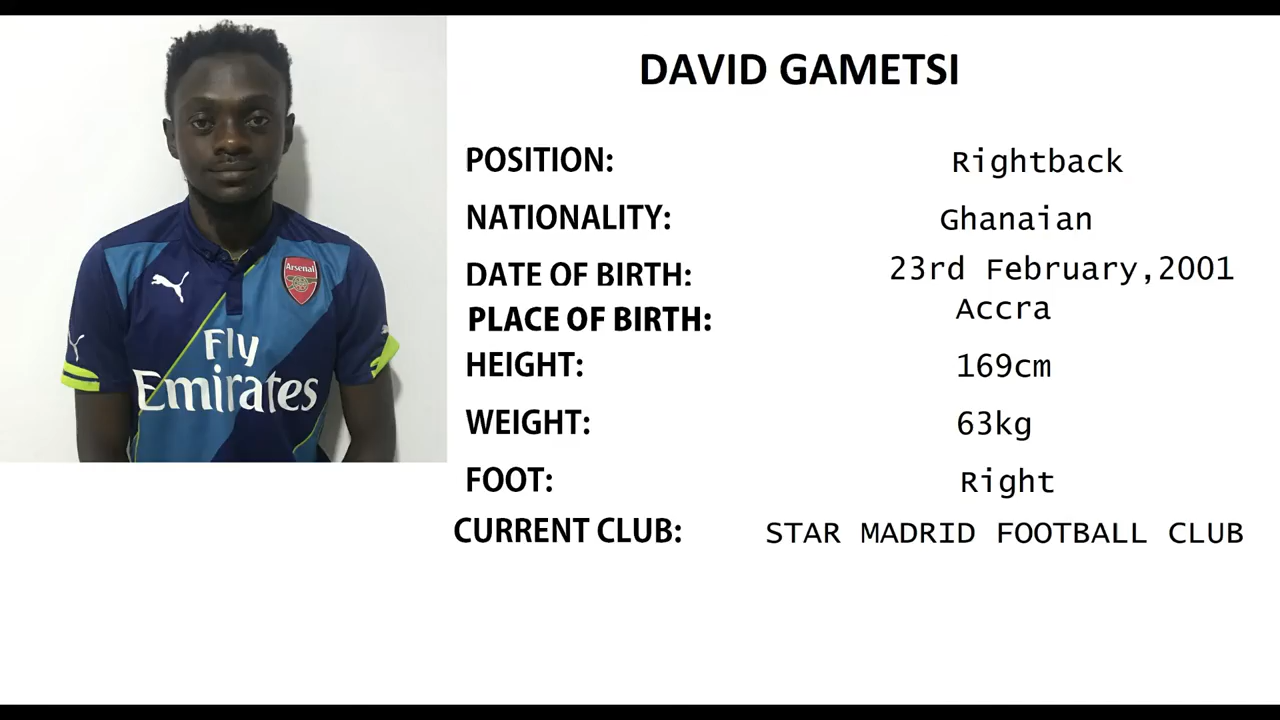 DAVID GAMETSI
POSITION: Rightback
NATIONALITY: Ghanaian
DATE OF BIRTH: 23rd February,2001
PLACE OF BIRTH: Accra
HEIGHT: 169cm
WEIGHT: 63kg
FOOT: Right
CURRENT CLUB: STAR MADRID FOOTBALL CLUB
Arsenal
Fly
Emirates